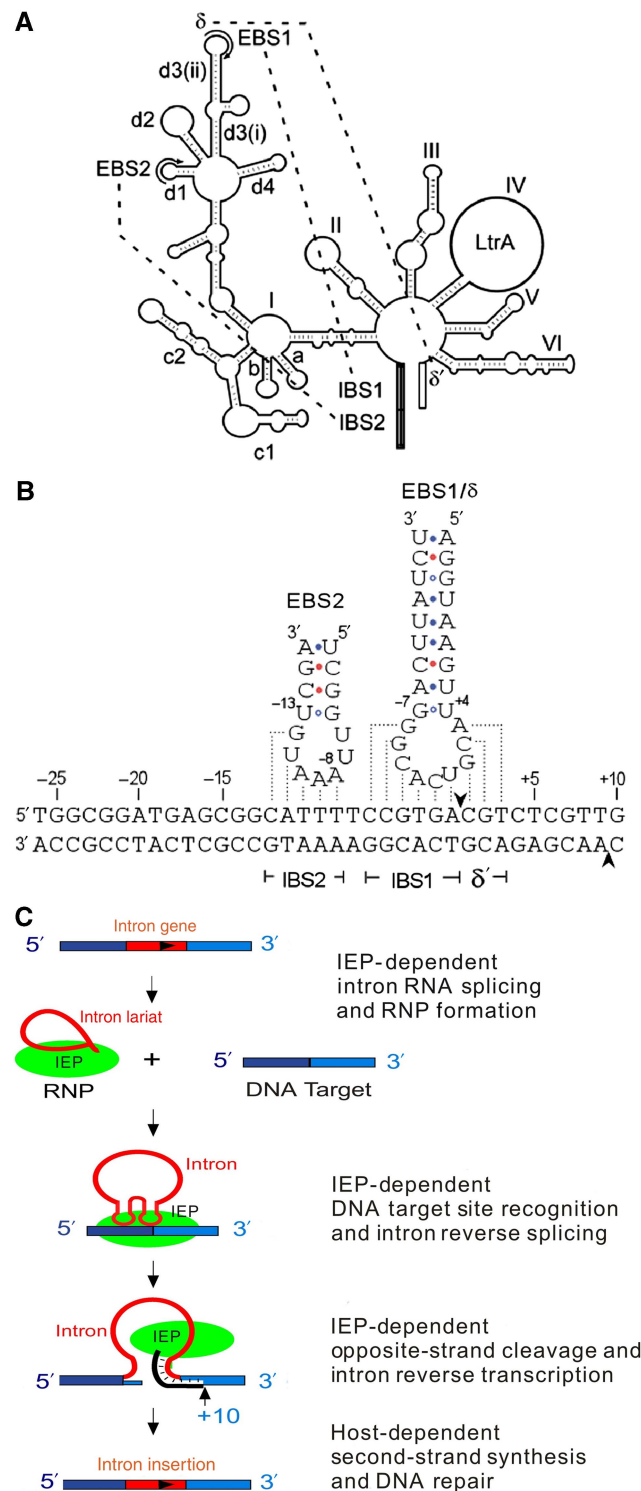 A
δ
EBS1
d3(ii)
d2
d3(i)
EBS2
d1
d4
III
IV
II
LtrA
I
V
c2
VI
b
a
δ′
IBS1
IBS2
c1
B
EBS1/δ
3′ 5′
U A
C G
U G
EBS2
A U
U A
3′ 5′
U A
A U
C G
G C
A U
C G
−7 G U +4
−13 U G
G A
G U
G C
U U
C G
A −8 A A
A C U
−25 −20 −15 +5 +10
5′TGGCGGATGAGCGGCATTTTCCGTGACGTCTCGTTG
3′ACCGCCTACTCGCCGTAAAAGGCACTGCAGAGCAAC
IBS2 IBS1 δ′
C
Intron gene
5′ 3′
IEP-dependent
intron RNA splicing
and RNP formation
Intron lariat
IEP
+
5′ 3′
RNP
DNA Target
Intron
IEP
5′ 3′
IEP-dependent
DNA target site recognition
and intron reverse splicing
Intron
IEP
5′ 3′
+10
IEP-dependent
opposite-strand cleavage and
intron reverse transcription
Host-dependent
second-strand synthesis
and DNA repair
Intron insertion
5′ 3′